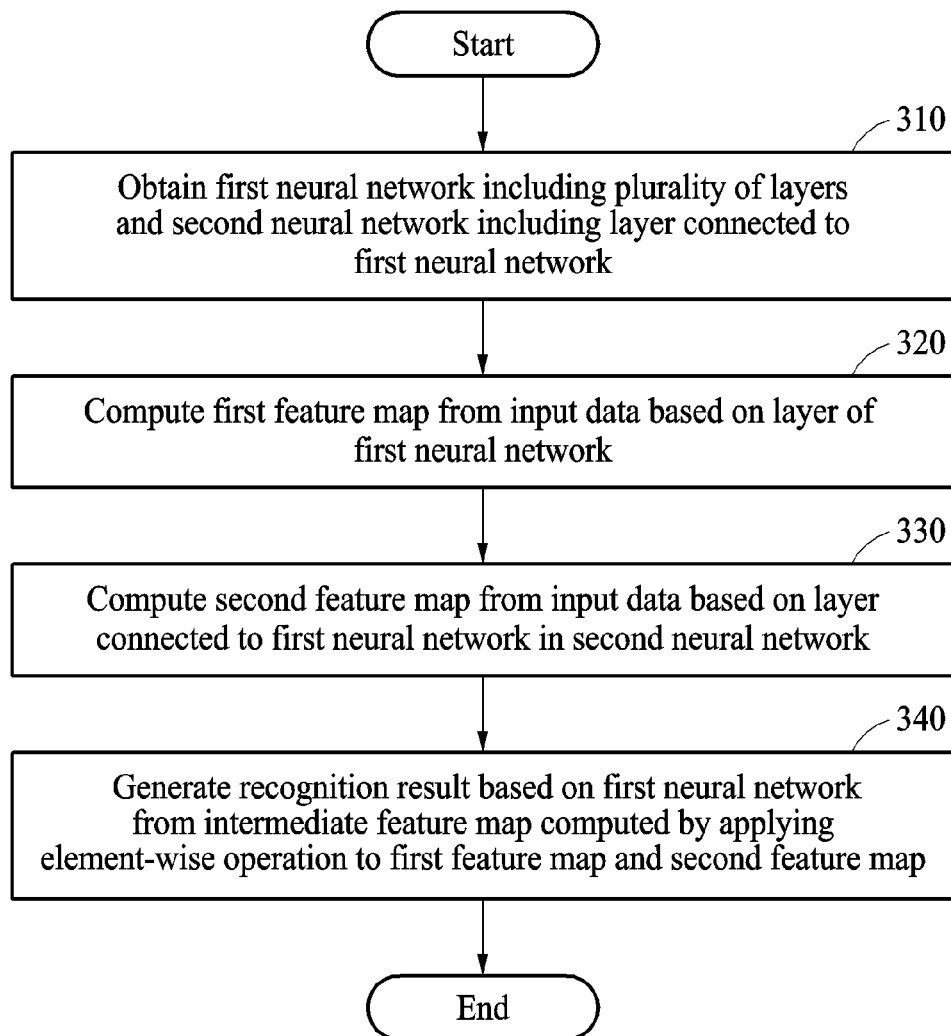 Start
310
Obtain first neural network including plurality of layers
and second neural network including layer connected to
first neural network
320
Compute first feature map from input data based on layer of
first neural network
330
Compute second feature map from input data based on layer
connected to first neural network in second neural network
340
Generate recognition result based on first neural network
from intermediate feature map computed by applying
element-wise operation to first feature map and second feature map
End